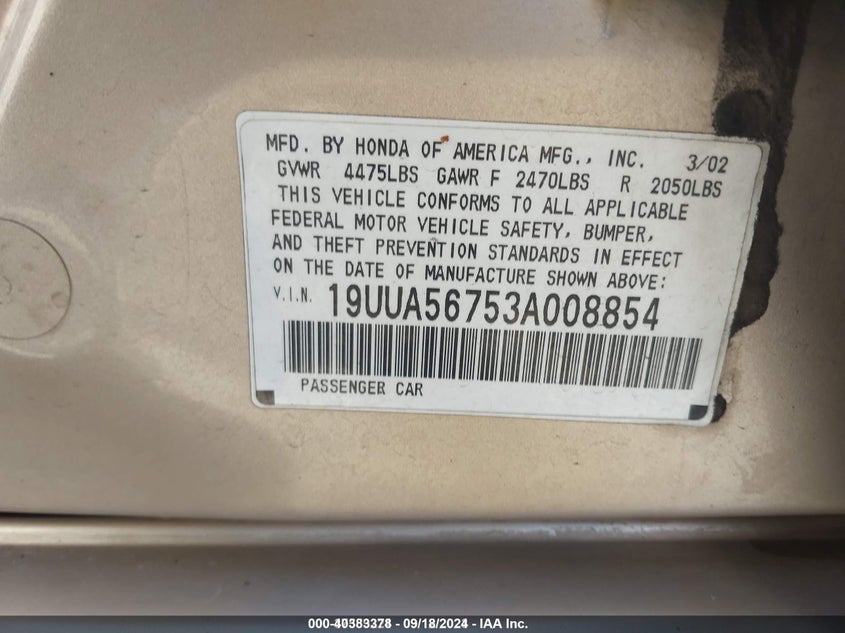 MFD. BY HONDA OF AMERICA MFG., INC. 3/02
GVWR 4475LBS GAWR F 2470LBS R 2050LBS
THIS VEHICLE CONFORMS TO ALL APPLICABLE
FEDERAL MOTOR VEHICLE SAFETY, BUMPER,
AND THEFT PREVENTION STANDARDS IN EFFECT
ON THE DATE OF MANUFACTURE SHOWN ABOVE:
V.I.N. 19UUA56753A008854
PASSENGER CAR
000-40383378 - 09/18/2024 - IAA Inc.